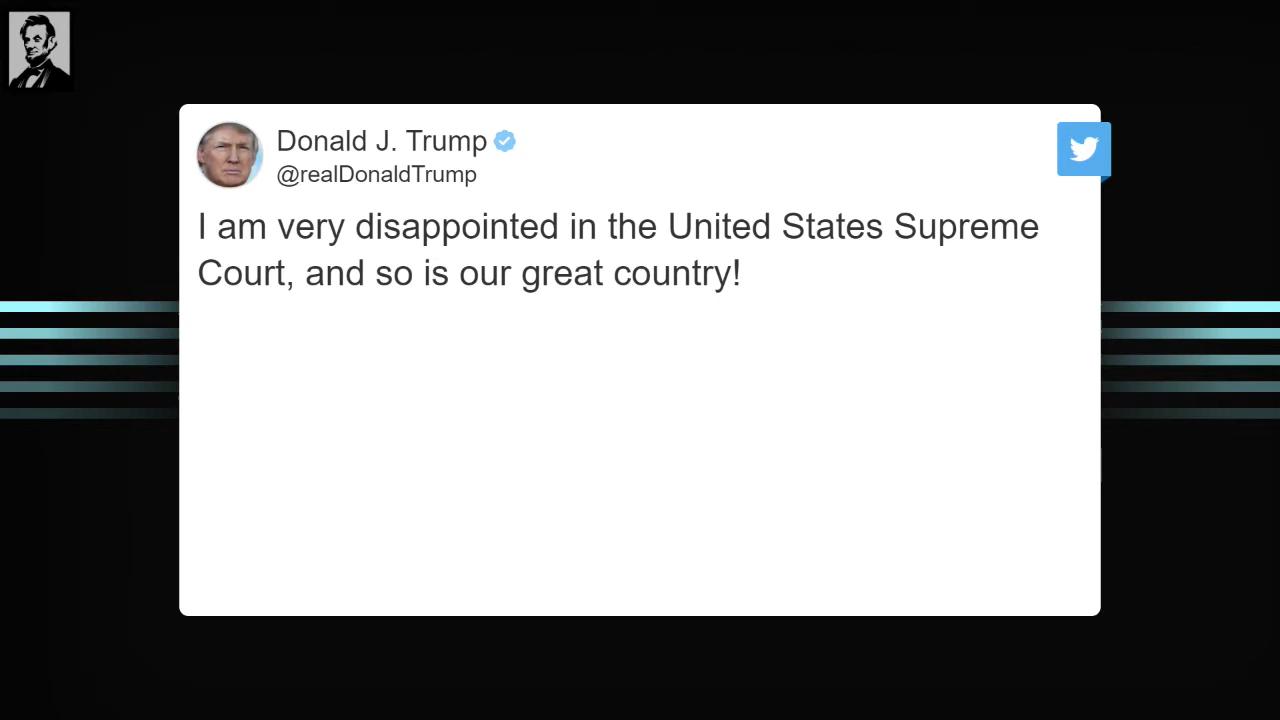 Donald J. Trump
@realDonaldTrump
I am very disappointed in the United States Supreme
Court, and so is our great country!